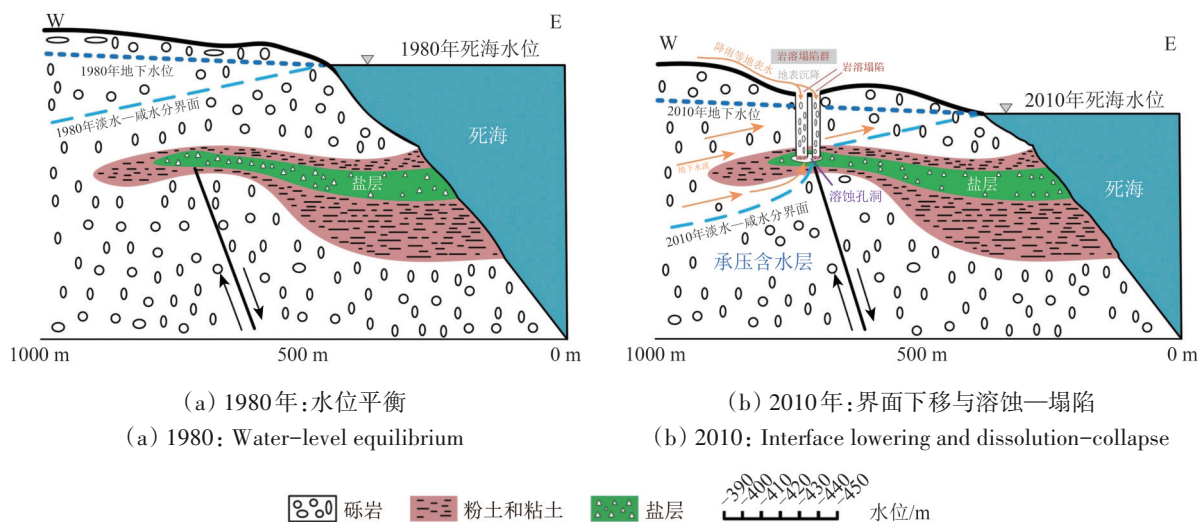 W
E
1980年死海水位
1980年地下水位
1980年淡水—咸水分界面
死海
盐层
1000 m
500 m
0 m
(a) 1980年:水位平衡
(a) 1980: Water-level equilibrium
W
E
降雨等地表水
岩溶塌陷群
地表沉降
岩溶塌陷
2010年死海水位
2010年地下水位
地下水流
盐层
死海
溶蚀孔洞
2010年淡水—咸水分界面
承压含水层
1000 m
500 m
0 m
(b) 2010年:界面下移与溶蚀—塌陷
(b) 2010: Interface lowering and dissolution-collapse
砾岩
粉土和粘土
盐层
-390
-400
-410
-420
-430
-440
-450
水位/m